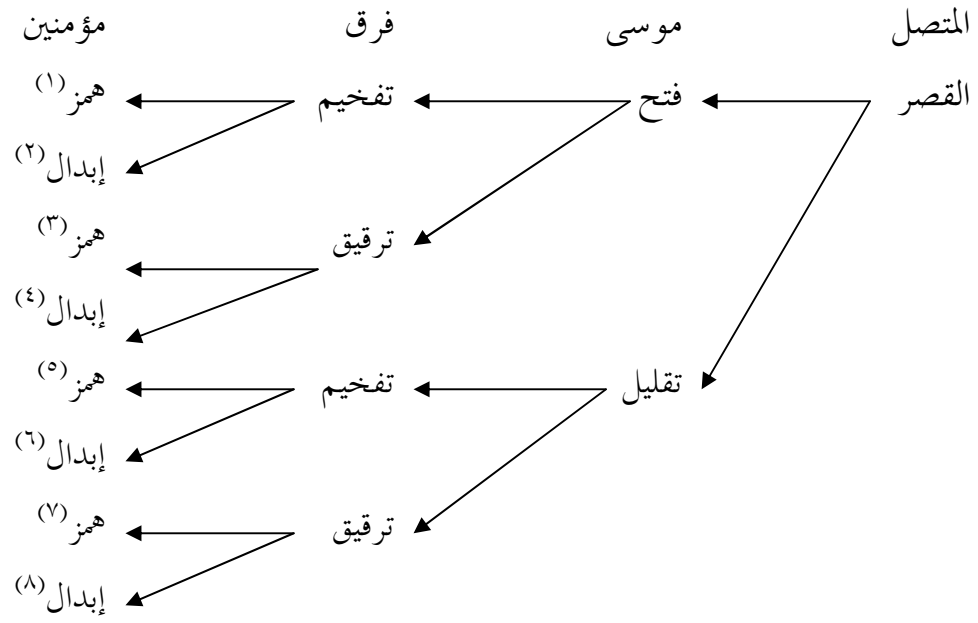 المتصل موسى فرق مؤمنين
القصر فتح تفخيم همز (١)
إبدال (٢)
ترقيق همز (٣)
إبدال (٤)
تقليل تفخيم همز (٥)
إبدال (٦)
ترقيق همز (٧)
إبدال (٨)